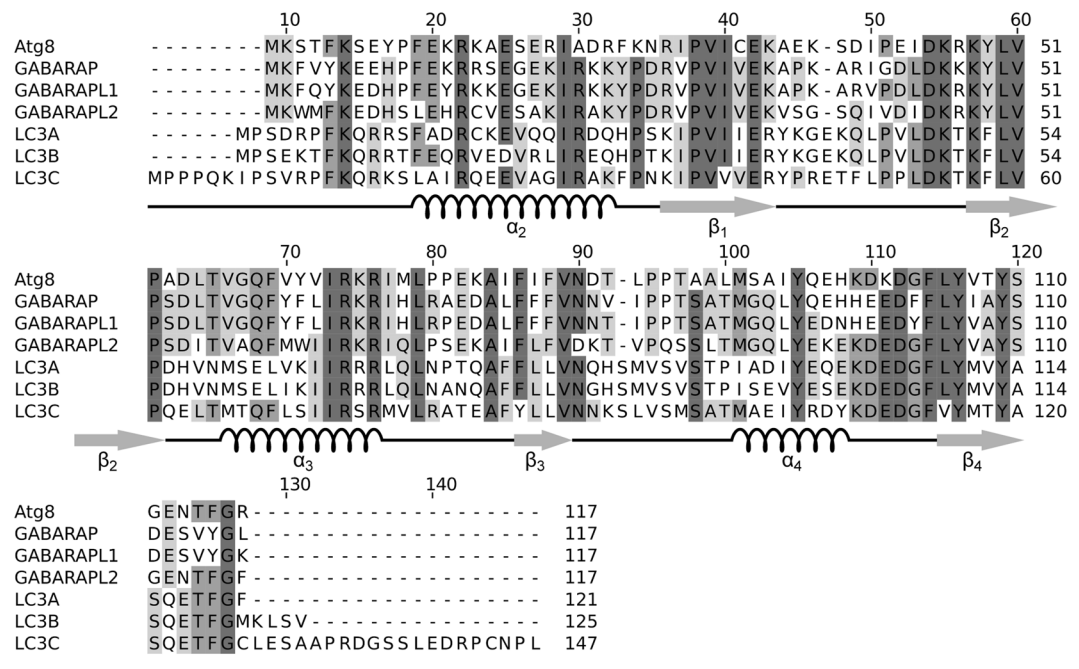 10 20 30 40 50 60
Atg8 --------MKSTFKSEYPFEKRKAESERIADRFKNRIPVICEKAEK-SDIPEIDKRKYLV 51
GABARAP --------MKFVYKEEHPFEKRRSEGEKIRKKYPDRVPVIVEKAPK-ARIGDLDKKKYLV 51
GABARAPL1 --------MKFQYKEDHPFEYRKKEGEKIRKKYPDRVPVIVEKAPK-ARVPDLDKRKYLV 51
GABARAPL2 --------MKWMFKEDHSLEHRCVESAKIRAKYPDRVPVIVEKVSG-SQIVDIDKRKYLV 51
LC3A ------MPSDRPFKQRRSFADRCKEVQQIRDQHPSKIPVIIERYKGEKQLPVLDKTKFLV 54
LC3B ------MPSEKTFKQRRTFEQRVEDVRLIREQHPTKIPVIIERYKGEKQLPVLDKTKFLV 54
LC3C MPPPQKIPSVRPFKQRKSLAIRQEEVAGIRAKFPNKIPVVVERYPRETFLPPLDKTKFLV 60
α2 β1 β2
70 80 90 100 110 120
Atg8 PADLTVGQFVYVIRKRIMLPPEKAIFIFVNDT-LPPTAALMSAIYQEHKDKDGFLYVTYS 110
GABARAP PSDLTVGQFYFLIRKRIHLRAEDALFFFVNNV-IPPTSATMGQLYQEHHEEDFFLYIAYS 110
GABARAPL1 PSDLTVGQFYFLIRKRIHLRPEDALFFFVNNT-IPPTSATMGQLYEDNHEEDYFLYVAYS 110
GABARAPL2 PSDITVAQFMWIIRKRIQLPSEKAIFLFVDKT-VPQSSLTMGQLYEKEKDEDGFLYVAYS 110
LC3A PDHVNMSELVKIIRRRLQLNPTQAFFLLVNQHSMVSVSTPIADIYEQEKDEDGFLYMVYA 114
LC3B PDHVNMSELIKIIRRRLQLNANQAFFLLVNGHSMVSVSTPISEVYESEKDEDGFLYMVYA 114
LC3C PQELTMTQFLSIIRSRMVLRATEAFYLLVNNKSLVSMSATMAEIYRDYKDEDGFVYMTYA 120
β2 α3 β3 α4 β4
130 140
Atg8 GENTFGR-------------------- 117
GABARAP DESVYGL-------------------- 117
GABARAPL1 DESVYGK-------------------- 117
GABARAPL2 GENTFGF-------------------- 117
LC3A SQETFGF-------------------- 121
LC3B SQETFGMKLSV---------------- 125
LC3C SQETFGCLESAAPRDGSSLEDRPCNPL 147